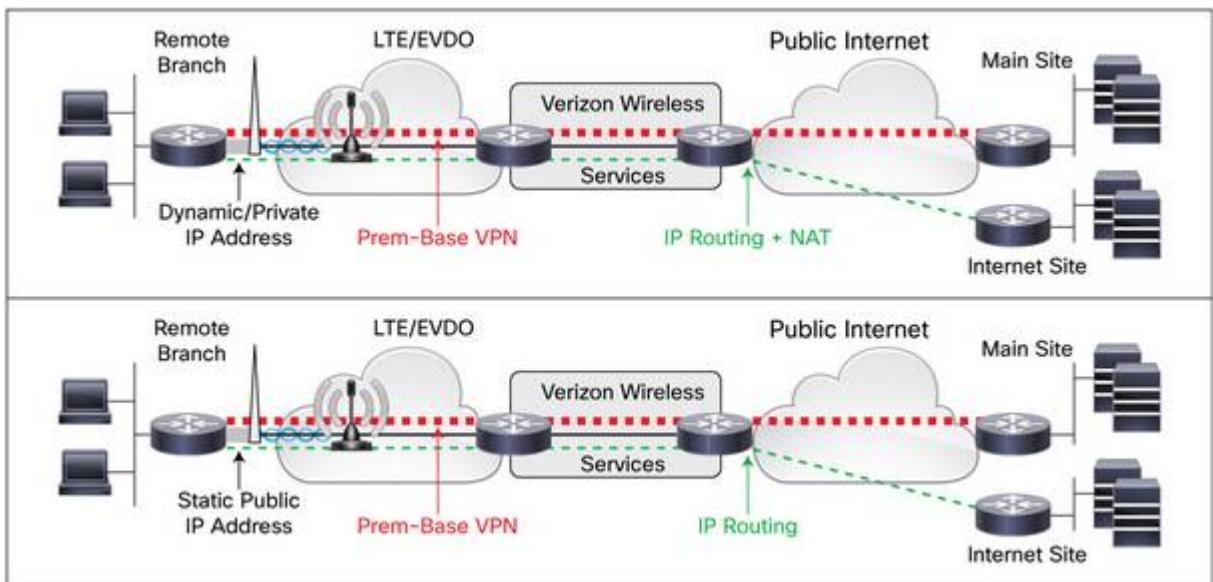 Remote
Branch
LTE/EVDO
Public Internet
Main Site
Verizon Wireless
Services
Dynamic/Private
IP Address
Prem-Base VPN
IP Routing + NAT
Internet Site
Remote
Branch
LTE/EVDO
Public Internet
Main Site
Verizon Wireless
Services
Static Public
IP Address
Prem-Base VPN
IP Routing
Internet Site